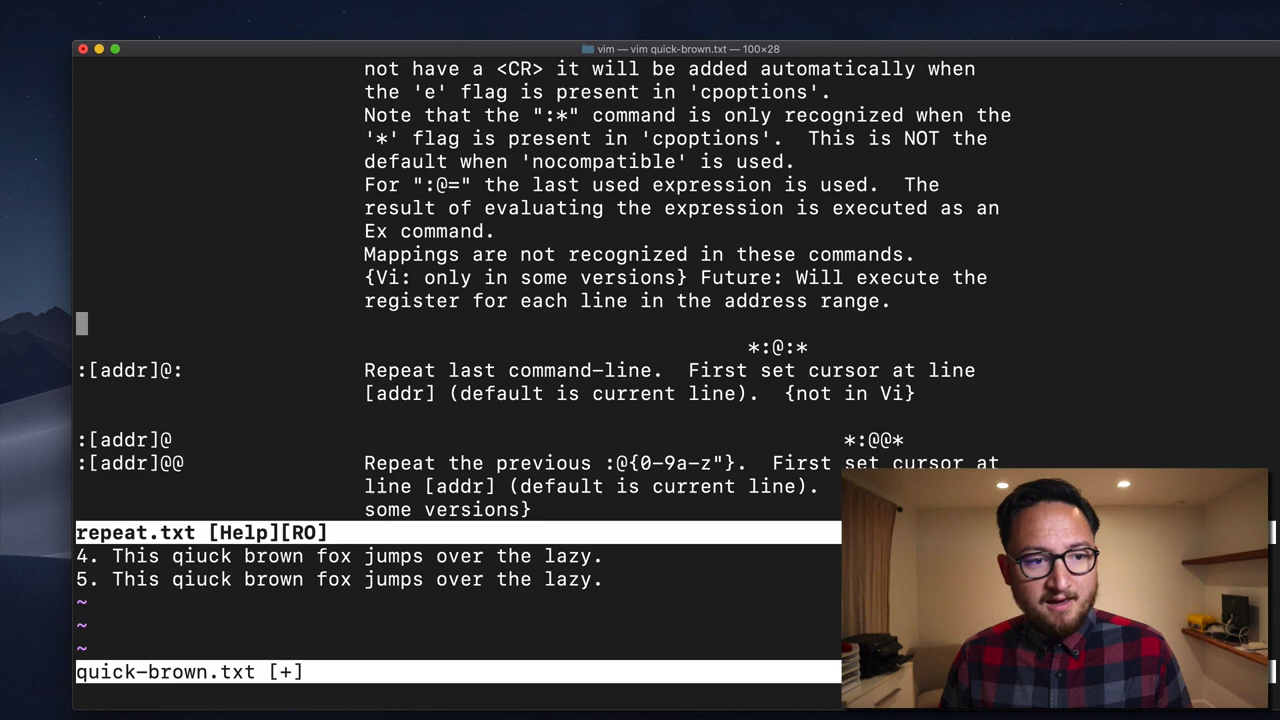 vim — vim quick-brown.txt — 100×28
not have a <CR> it will be added automatically when
the 'e' flag is present in 'cpoptions'.
Note that the ":*" command is only recognized when the
'*' flag is present in 'cpoptions'.  This is NOT the
default when 'nocompatible' is used.
For ":@=" the last used expression is used.  The
result of evaluating the expression is executed as an
Ex command.
Mappings are not recognized in these commands.
{Vi: only in some versions} Future: Will execute the
register for each line in the address range.
*:@:*
:[addr]@: Repeat last command-line.  First set cursor at line
[addr] (default is current line).  {not in Vi}
:[addr]@ *:@@*
:[addr]@@ Repeat the previous :@{0-9a-z"}.  First set cursor at
line [addr] (default is current line).
some versions}
repeat.txt [Help][RO]
4. This qiuck brown fox jumps over the lazy.
5. This qiuck brown fox jumps over the lazy.
~
~
~
quick-brown.txt [+]